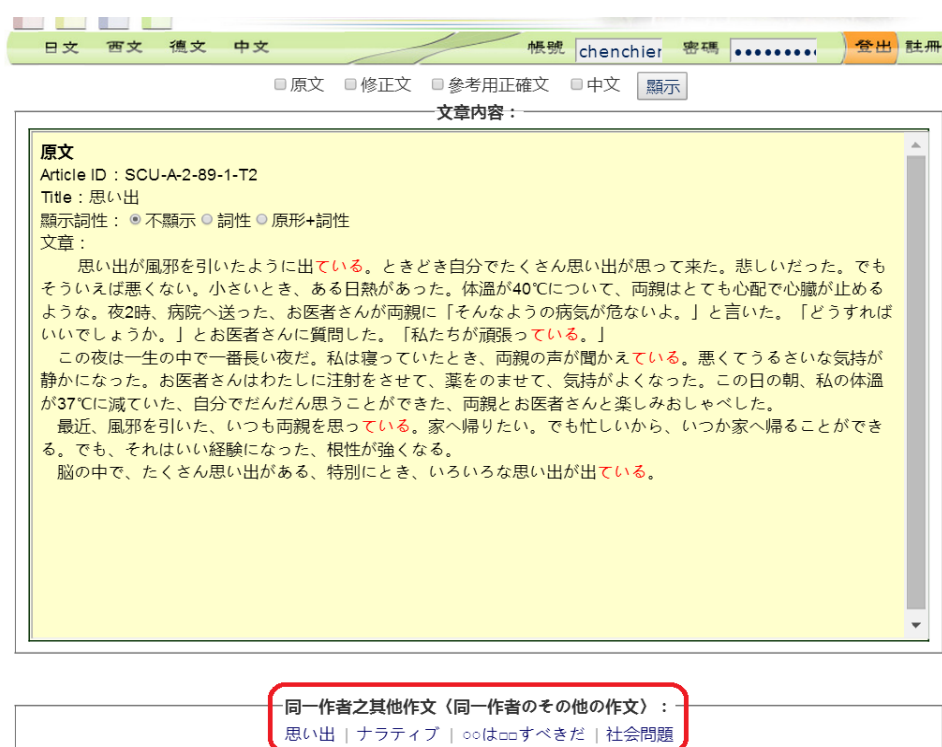 日文 西文 德文 中文 帳號 chenchier 密碼 ●●●●●●●●● 登出 註冊
原文 修正文 參考用正確文 中文 顯示
文章內容：
原文
Article ID：SCU-A-2-89-1-T2
Title：思い出
顯示詞性： 不顯示 詞性 原形+詞性
文章：
思い出が風邪を引いたように出ている。ときどき自分でたくさん思い出が思って来た。悲しいだった。でも
そういえば悪くない。小さいとき、ある日熱があった。体溫が40℃について、両親はとても心配で心臓が止める
ような。夜2時、病院へ送った、お医者さんが両親に「そんなようの病気が危ないよ。」と言いた。「どうすれば
いいでしょうか。」とお医者さんに質問した。「私たちが頑張っている。」
この夜は一生の中で一番長い夜だ。私は寝っていたとき、両親の声が聞かえている。悪くてうるさいな気持が
静かになった。お医者さんはわたしに注射をさせて、薬をのませて、気持がよくなった。この日の朝、私の体溫
が37℃に減ていた、自分でだんだん思うことができた、両親とお医者さんと楽しみおしゃべした。
最近、風邪を引いた、いつも両親を思っている。家へ帰りたい。でも忙しいから、いつか家へ帰ることができ
る。でも、それはいい経験になった、根性が強くなる。
脳の中で、たくさん思い出がある、特別にとき、いろいろな思い出が出ている。
同一作者之其他作文〈同一作者のその他の作文〉：
思い出 | ナラティブ | ○○は□□すべきだ | 社会問題